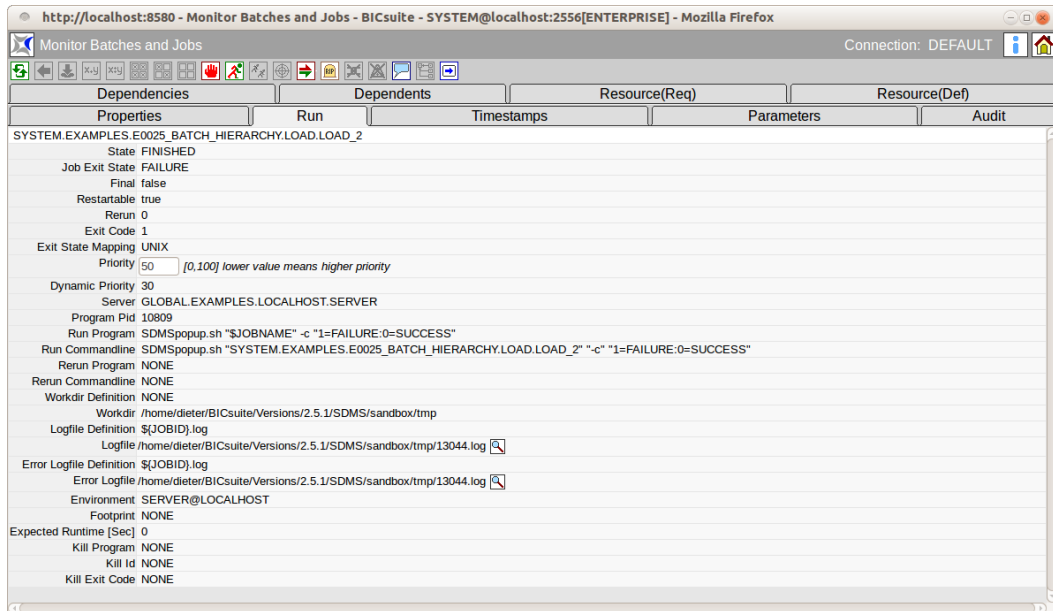 http://localhost:8580 - Monitor Batches and Jobs - BICsuite - SYSTEM@localhost:2556[ENTERPRISE] - Mozilla Firefox
Monitor Batches and Jobs Connection: DEFAULT
Dependencies Dependents Resource(Req) Resource(Def)
Properties Run Timestamps Parameters Audit
SYSTEM.EXAMPLES.E0025_BATCH_HIERARCHY.LOAD.LOAD_2
State FINISHED
Job Exit State FAILURE
Final false
Restartable true
Rerun 0
Exit Code 1
Exit State Mapping UNIX
Priority 50 [0,100] lower value means higher priority
Dynamic Priority 30
Server GLOBAL.EXAMPLES.LOCALHOST.SERVER
Program Pid 10809
Run Program SDMSpopup.sh "$JOBNAME" -c "1=FAILURE:0=SUCCESS"
Run Commandline SDMSpopup.sh "SYSTEM.EXAMPLES.E0025_BATCH_HIERARCHY.LOAD.LOAD_2" "-c" "1=FAILURE:0=SUCCESS"
Rerun Program NONE
Rerun Commandline NONE
Workdir Definition NONE
Workdir /home/dieter/BICsuite/Versions/2.5.1/SDMS/sandbox/tmp
Logfile Definition ${JOBID}.log
Logfile /home/dieter/BICsuite/Versions/2.5.1/SDMS/sandbox/tmp/13044.log
Error Logfile Definition ${JOBID}.log
Error Logfile /home/dieter/BICsuite/Versions/2.5.1/SDMS/sandbox/tmp/13044.log
Environment SERVER@LOCALHOST
Footprint NONE
Expected Runtime [Sec] 0
Kill Program NONE
Kill Id NONE
Kill Exit Code NONE